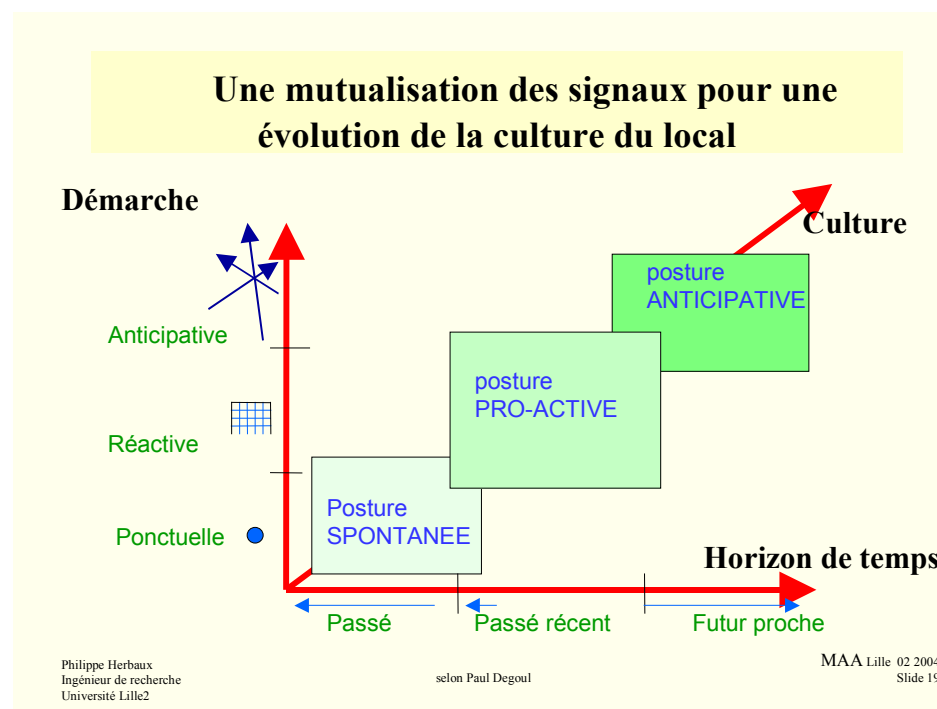 Une mutualisation des signaux pour une
évolution de la culture du local
Démarche
Culture
posture
ANTICIPATIVE
Anticipative
posture
PRO-ACTIVE
Réactive
Posture
SPONTANEE
Ponctuelle
Horizon de temps
Passé
Passé récent
Futur proche
Philippe Herbaux
Ingénieur de recherche
Université Lille2
selon Paul Degoul
MAA Lille 02 2004
Slide 19